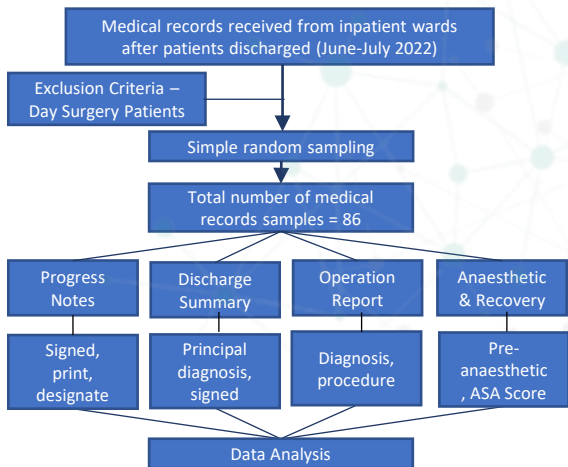 Medical records received from inpatient wards
after patients discharged (June-July 2022)
Exclusion Criteria –
Day Surgery Patients
Simple random sampling
Total number of medical
records samples = 86
Progress
Notes
Discharge
Summary
Operation
Report
Anaesthetic
& Recovery
Signed,
print,
designate
Principal
diagnosis,
signed
Diagnosis,
procedure
Pre-
anaesthetic
, ASA Score
Data Analysis